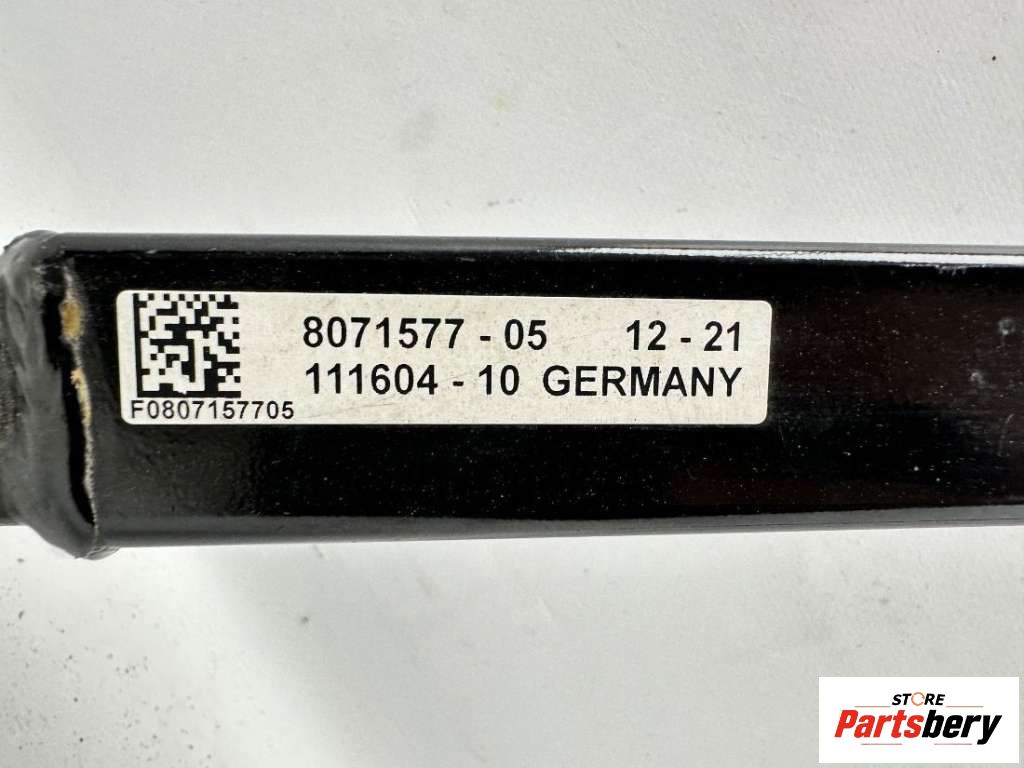 8071577 - 05 12 - 21
111604 - 10 GERMANY
F0807157705
STORE
Partsbery